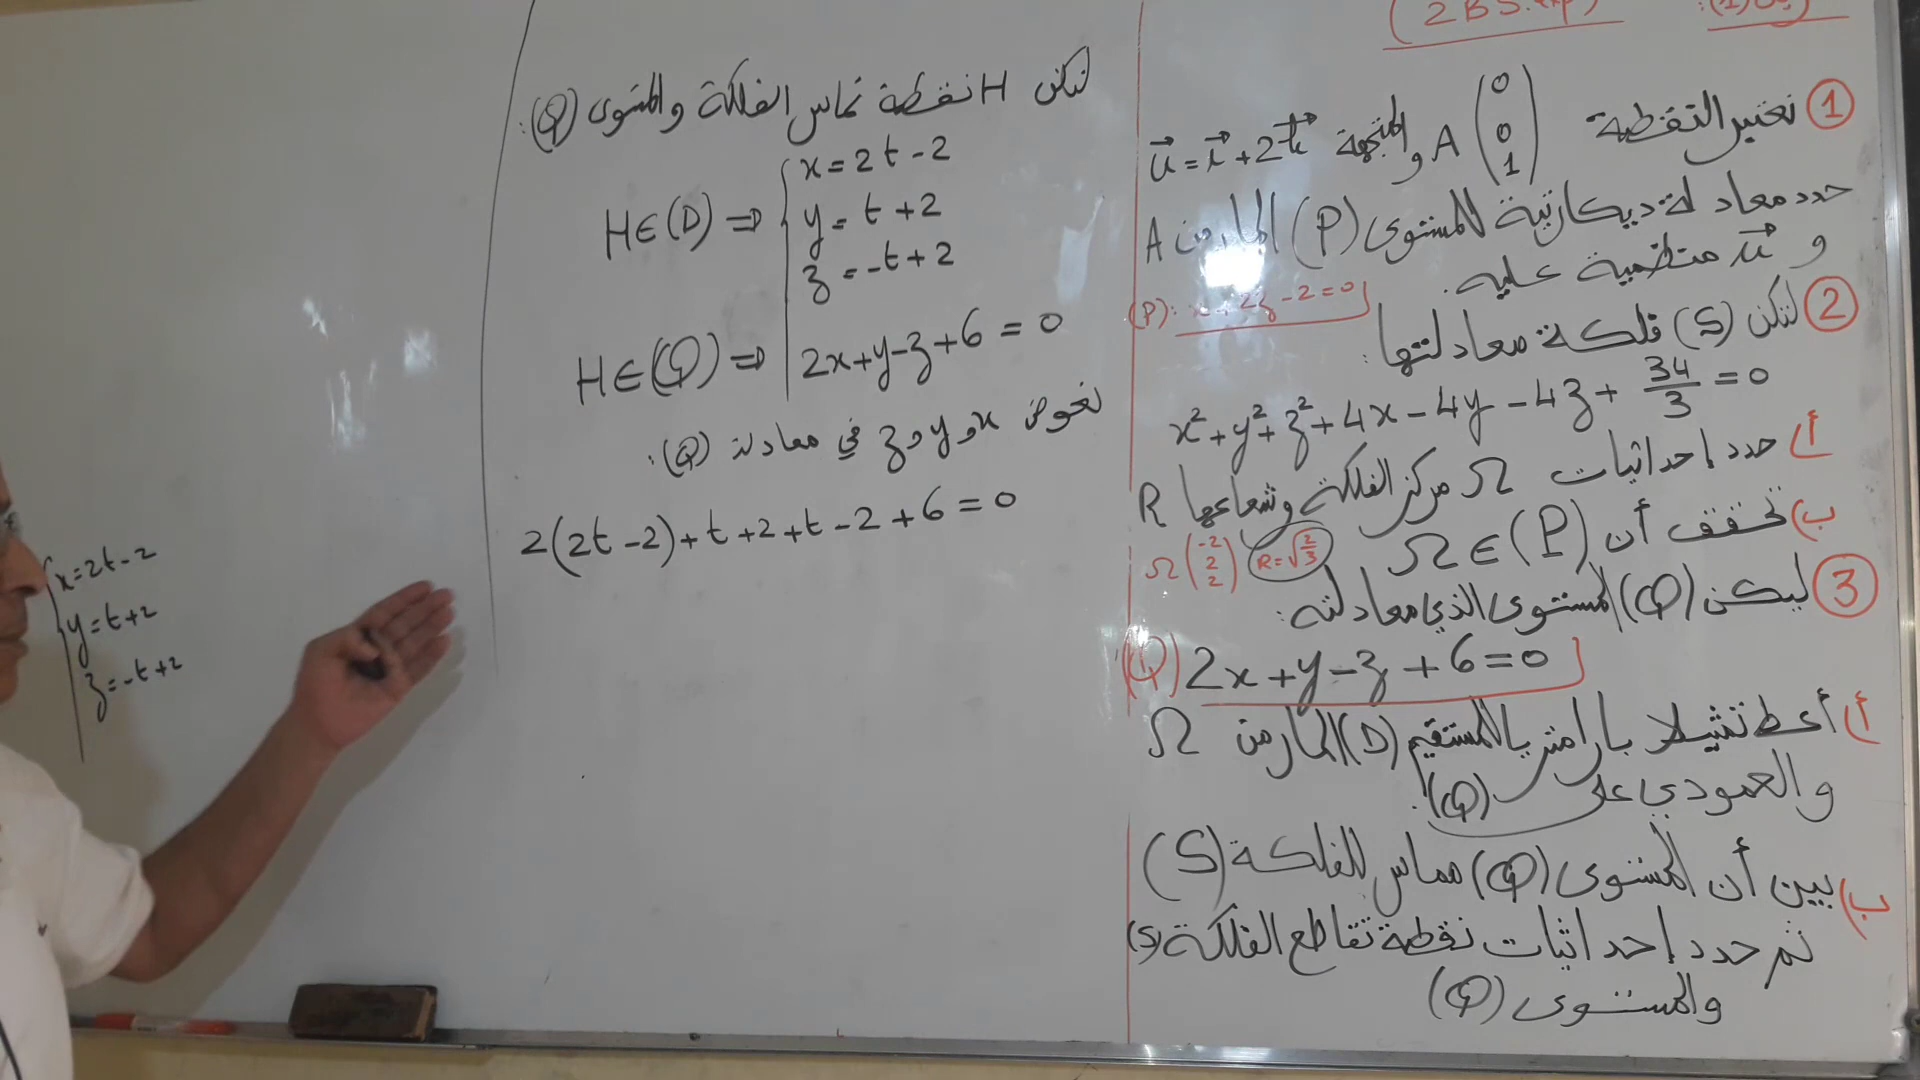 (2BS.exp)
① نعتبر النقطة A(0 0 1) والمتجهة u⃗ = i⃗ + 2k⃗
حدد معادلة ديكارتية للمستوى (P) المار من A
و u⃗ منظمية عليه.
(P): x + 2z - 2 = 0
② لتكن (S) فلكة معادلتها:
x² + y² + z² + 4x - 4y - 4z + 34/3 = 0
أ) حدد إحداثيات Ω مركز الفلكة وشعاعها R
ب) تحقق أن Ω ∈ (P)
Ω(-2 2 2) R = √(2/3)
③ ليكن (Q) المستوى الذي معادلته:
(Q) 2x + y - z + 6 = 0
أ) أعط تمثيلا بارامتريا للمستقيم (D) المار من Ω
والعمودي على (Q).
ب) بين أن المستوى (Q) مماس للفلكة (S)
ثم حدد إحداثيات نقطة تقاطع الفلكة (S)
والمستوى (Q)
لتكن H نقطة تماس الفلكة والمستوى (Q):
x = 2t - 2
H ∈ (D) ⇒ y = t + 2
z = -t + 2
H ∈ (Q) ⇒ 2x + y - z + 6 = 0
نعوض x و y و z في معادلة (Q):
2(2t - 2) + t + 2 + t - 2 + 6 = 0
x = 2t - 2
y = t + 2
z = -t + 2